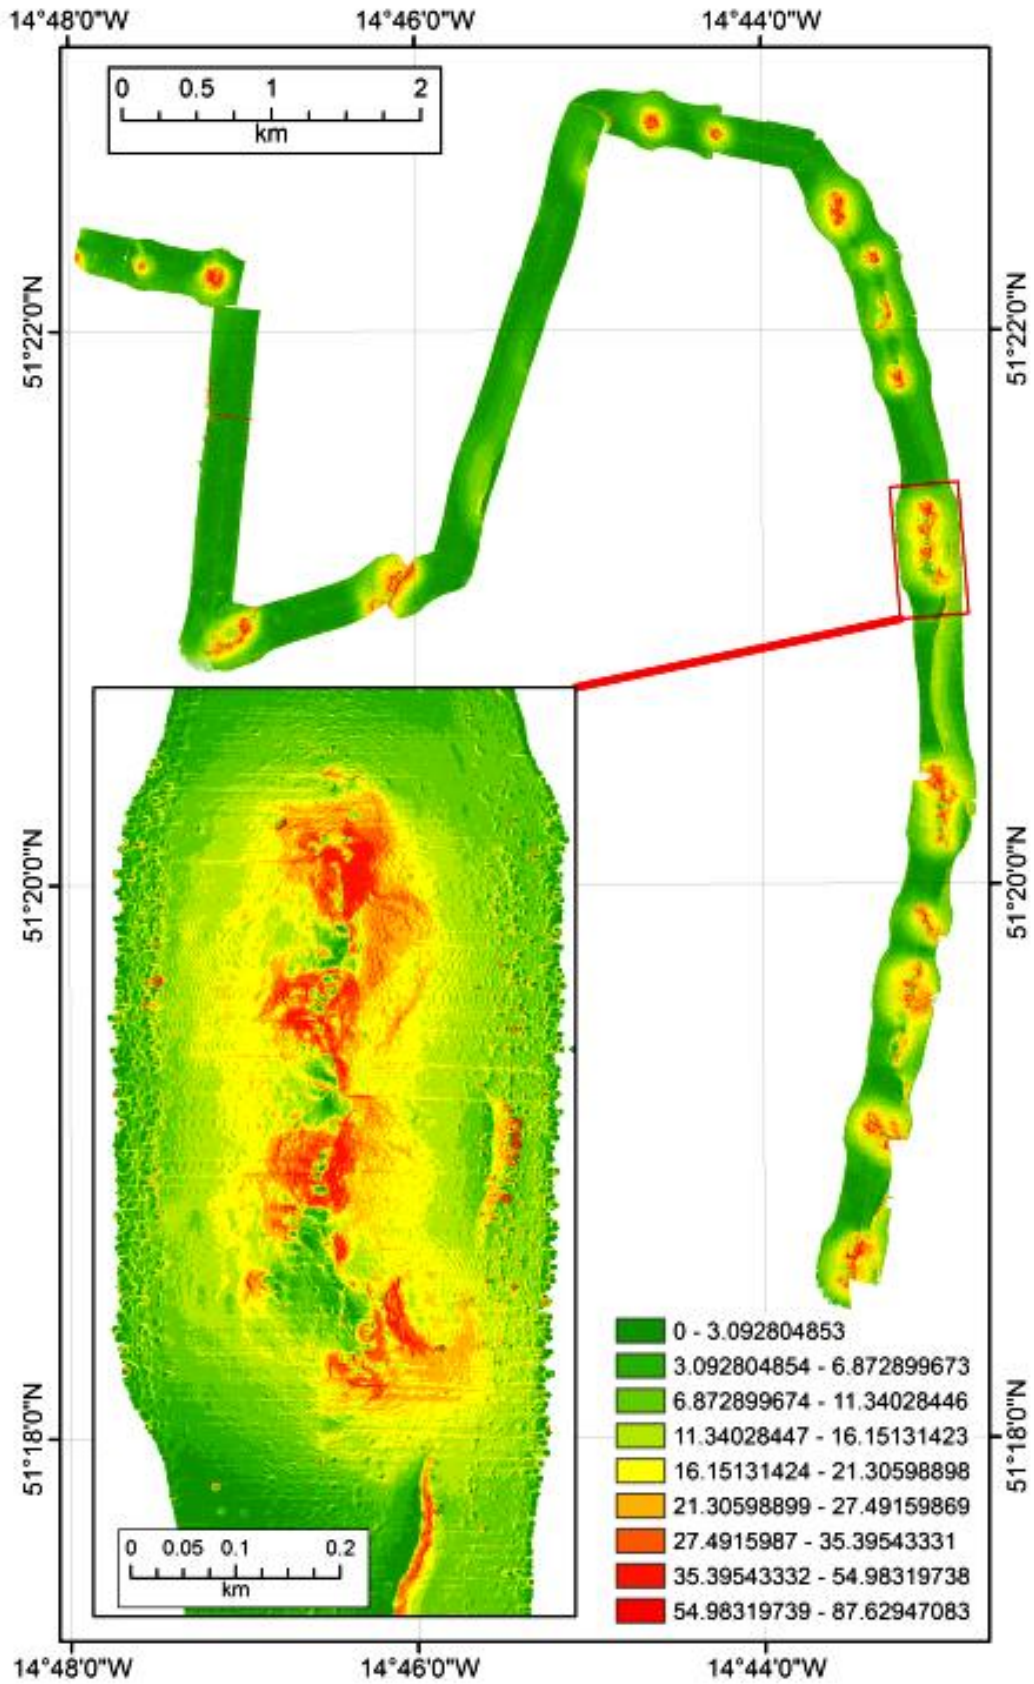 14°48'0"W 14°46'0"W 14°44'0"W
0 0.5 1 2
km
51°22'0"N 51°22'0"N
51°20'0"N 51°20'0"N
0 - 3.092804853
3.092804854 - 6.872899673
6.872899674 - 11.34028446
11.34028447 - 16.15131423
16.15131424 - 21.30598898
21.30598899 - 27.49159869
27.4915987 - 35.39543331
35.39543332 - 54.98319738
54.98319739 - 87.62947083
51°18'0"N 51°18'0"N
0 0.05 0.1 0.2
km
14°48'0"W 14°46'0"W 14°44'0"W